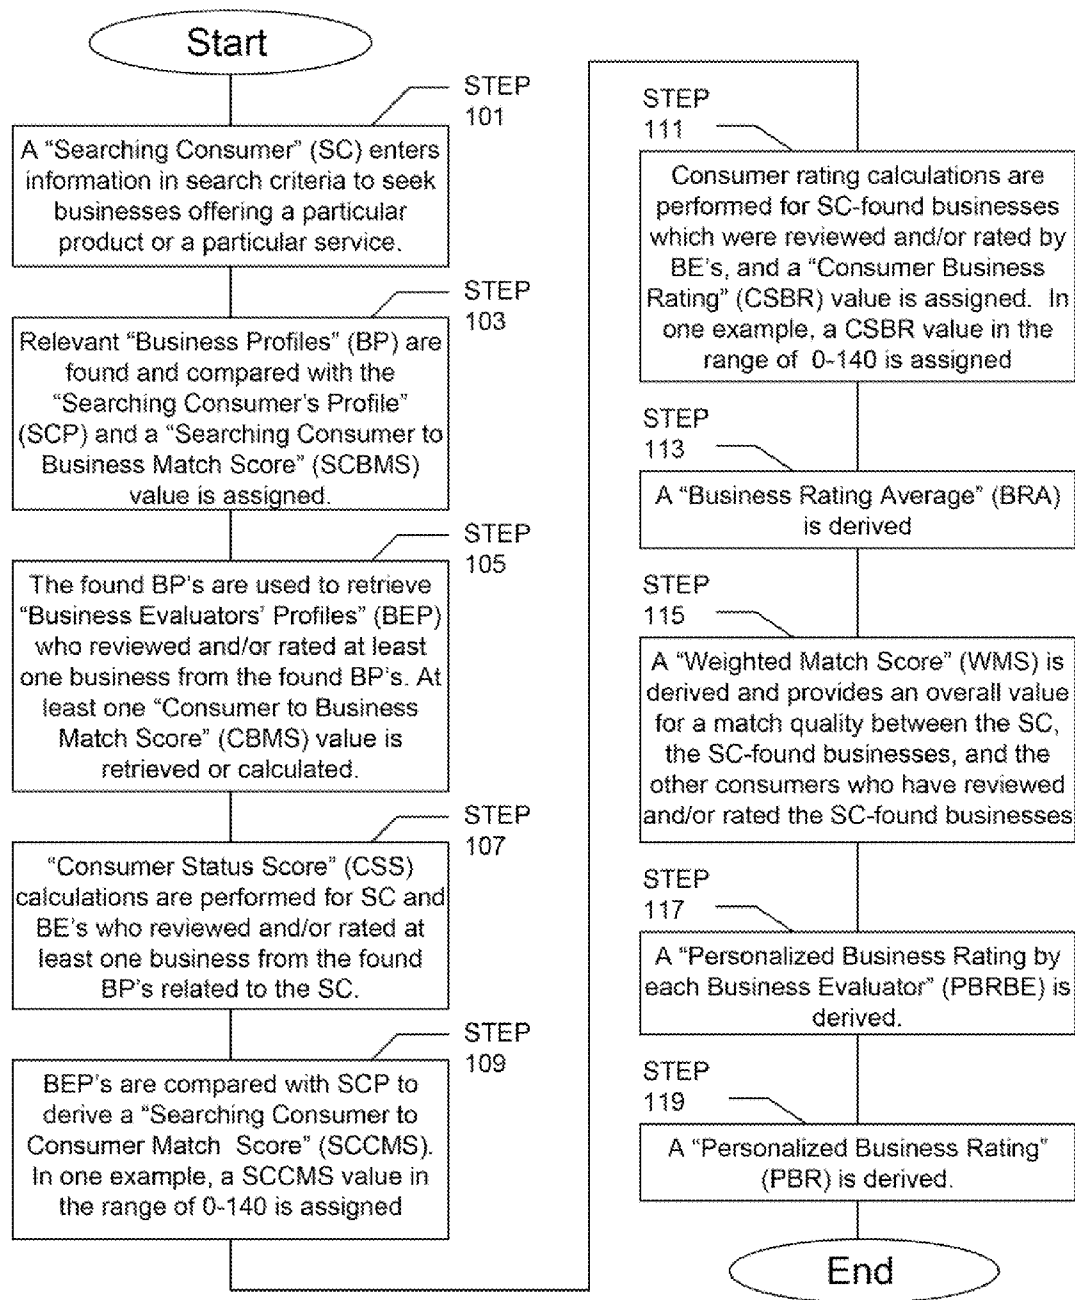 Start
STEP
101
A “Searching Consumer” (SC) enters
information in search criteria to seek
businesses offering a particular
product or a particular service.
STEP
103
Relevant “Business Profiles” (BP) are
found and compared with the
“Searching Consumer's Profile”
(SCP) and a “Searching Consumer to
Business Match Score” (SCBMS)
value is assigned.
STEP
105
The found BP's are used to retrieve
“Business Evaluators' Profiles” (BEP)
who reviewed and/or rated at least
one business from the found BP's. At
least one “Consumer to Business
Match Score” (CBMS) value is
retrieved or calculated.
STEP
107
“Consumer Status Score” (CSS)
calculations are performed for SC and
BE's who reviewed and/or rated at
least one business from the found
BP's related to the SC.
STEP
109
BEP's are compared with SCP to
derive a “Searching Consumer to
Consumer Match Score” (SCCMS).
In one example, a SCCMS value in
the range of 0-140 is assigned
STEP
111
Consumer rating calculations are
performed for SC-found businesses
which were reviewed and/or rated by
BE's, and a “Consumer Business
Rating” (CSBR) value is assigned. In
one example, a CSBR value in the
range of 0-140 is assigned
STEP
113
A “Business Rating Average” (BRA)
is derived
STEP
115
A “Weighted Match Score” (WMS) is
derived and provides an overall value
for a match quality between the SC,
the SC-found businesses, and the
other consumers who have reviewed
and/or rated the SC-found businesses
STEP
117
A “Personalized Business Rating by
each Business Evaluator” (PBRBE) is
derived.
STEP
119
A “Personalized Business Rating”
(PBR) is derived.
End